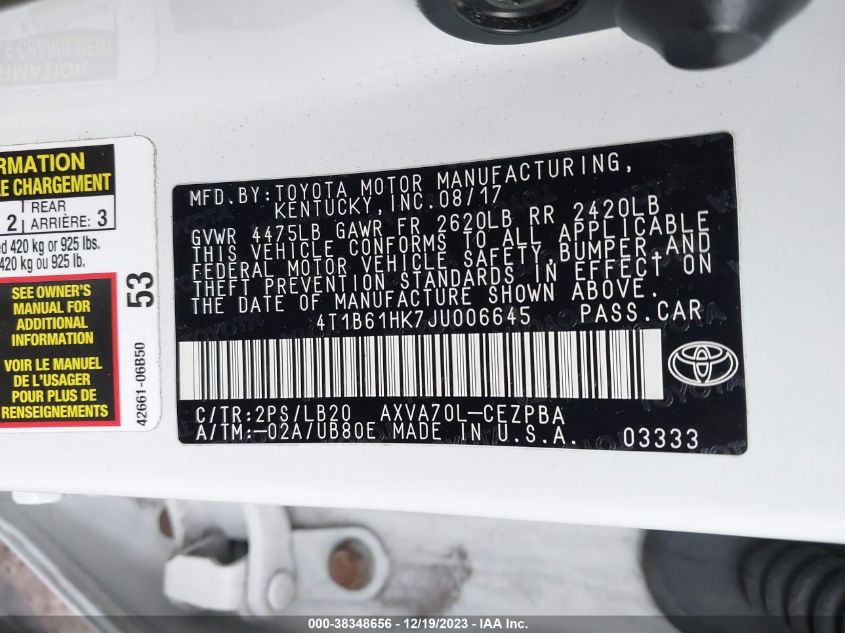 RMATION
LE CHARGEMENT
2 REAR
ARRIÈRE: 3
ed 420 kg or 925 lbs.
420 kg ou 925 lb.
SEE OWNER'S
MANUAL FOR
ADDITIONAL
INFORMATION
VOIR LE MANUEL
DE L'USAGER
POUR PLUS DE
RENSEIGNEMENTS
53
42661-06B50
MFD.BY:TOYOTA MOTOR MANUFACTURING,
KENTUCKY,INC.08/17
GVWR 4475LB GAWR FR 2620LB RR 2420LB
THIS VEHICLE CONFORMS TO ALL APPLICABLE
FEDERAL MOTOR VEHICLE SAFETY,BUMPER,AND
THEFT PREVENTION STANDARDS IN EFFECT ON
THE DATE OF MANUFACTURE SHOWN ABOVE.
4T1B61HK7JU006645 PASS.CAR
C/TR:2PS/LB20 AXVA70L-CEZPBA
A/TM:-02A/UB80E MADE IN U.S.A. 03333
000-38348656 - 12/19/2023 - IAA Inc.